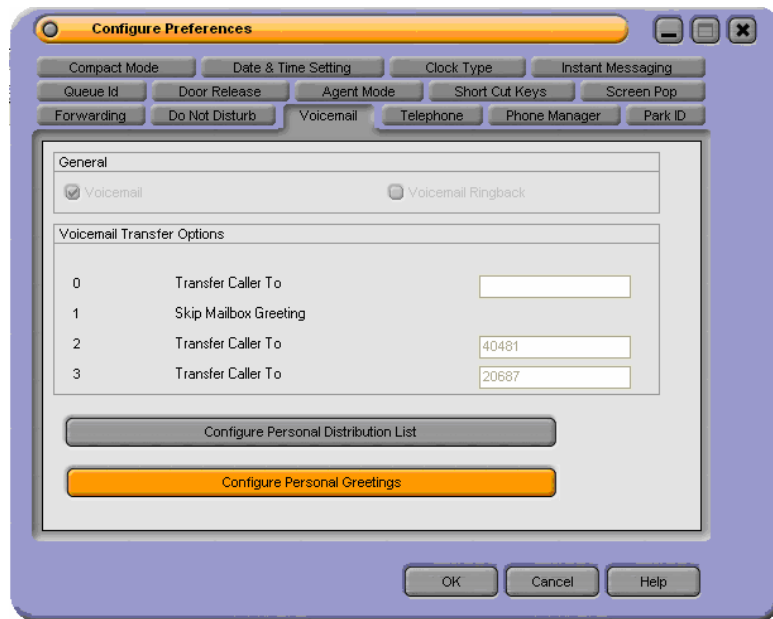 Configure Preferences
Compact Mode Date & Time Setting Clock Type Instant Messaging
Queue Id Door Release Agent Mode Short Cut Keys Screen Pop
Forwarding Do Not Disturb Voicemail Telephone Phone Manager Park ID
General
Voicemail Voicemail Ringback
Voicemail Transfer Options
0 Transfer Caller To
1 Skip Mailbox Greeting
2 Transfer Caller To 40481
3 Transfer Caller To 20687
Configure Personal Distribution List
Configure Personal Greetings
OK Cancel Help